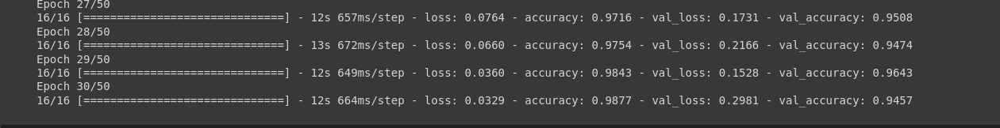 Epoch 27/50
16/16 [==============================] - 12s 657ms/step - loss: 0.0764 - accuracy: 0.9716 - val_loss: 0.1731 - val_accuracy: 0.9508
Epoch 28/50
16/16 [==============================] - 13s 672ms/step - loss: 0.0660 - accuracy: 0.9754 - val_loss: 0.2166 - val_accuracy: 0.9474
Epoch 29/50
16/16 [==============================] - 12s 649ms/step - loss: 0.0360 - accuracy: 0.9843 - val_loss: 0.1528 - val_accuracy: 0.9643
Epoch 30/50
16/16 [==============================] - 12s 664ms/step - loss: 0.0329 - accuracy: 0.9877 - val_loss: 0.2981 - val_accuracy: 0.9457